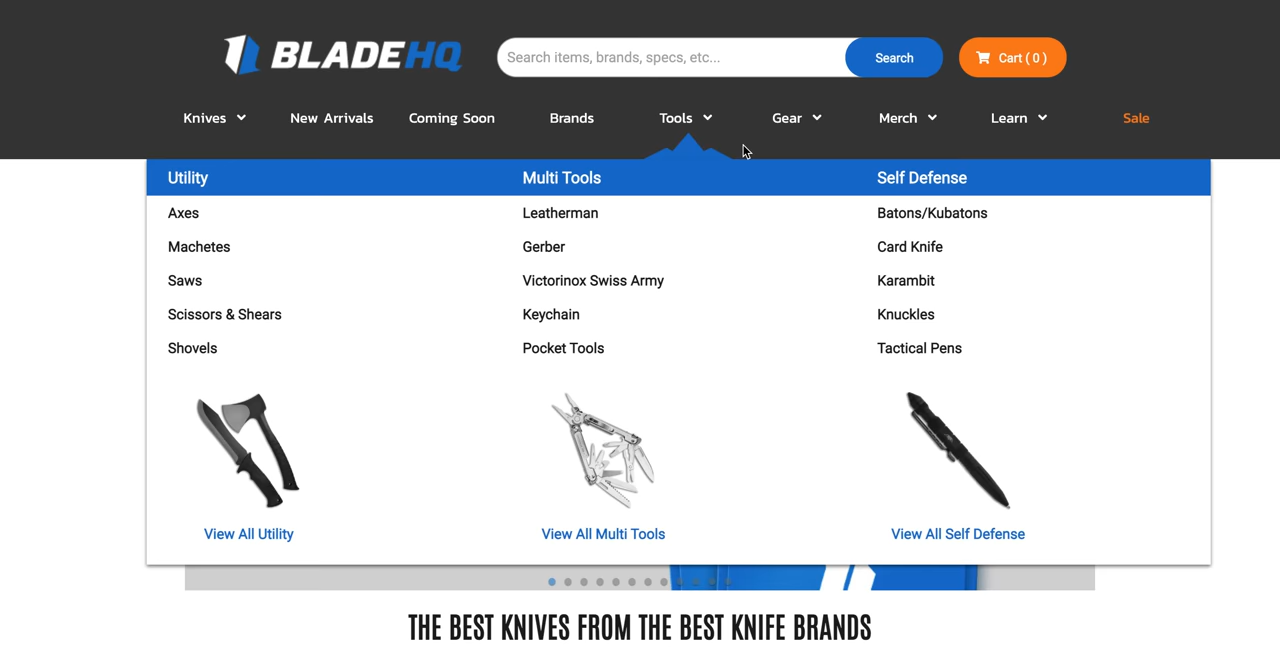 BLADEHQ
Search items, brands, specs, etc...
Search
Cart ( 0 )
Knives
New Arrivals
Coming Soon
Brands
Tools
Gear
Merch
Learn
Sale
Utility
Axes
Machetes
Saws
Scissors & Shears
Shovels
View All Utility
Multi Tools
Leatherman
Gerber
Victorinox Swiss Army
Keychain
Pocket Tools
View All Multi Tools
Self Defense
Batons/Kubatons
Card Knife
Karambit
Knuckles
Tactical Pens
View All Self Defense
THE BEST KNIVES FROM THE BEST KNIFE BRANDS